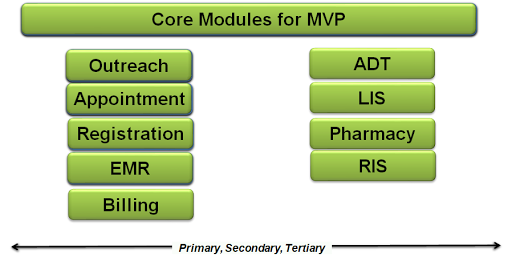 Core Modules for MVP
Outreach
Appointment
Registration
EMR
Billing
ADT
LIS
Pharmacy
RIS
Primary, Secondary, Tertiary